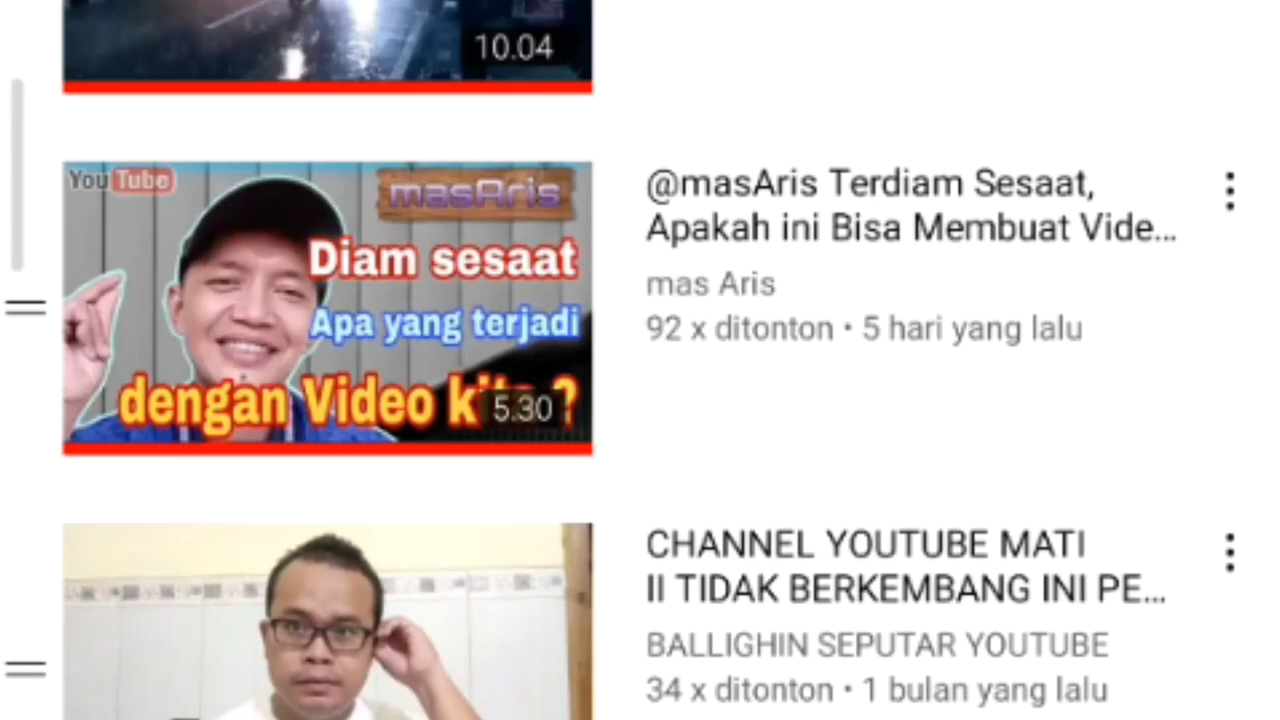 10.04
YouTube
masAris
Diam sesaat
Apa yang terjadi
dengan Video kita ?
5.30
@masAris Terdiam Sesaat,
Apakah ini Bisa Membuat Vide...
mas Aris
92 x ditonton • 5 hari yang lalu
CHANNEL YOUTUBE MATI
II TIDAK BERKEMBANG INI PE...
BALLIGHIN SEPUTAR YOUTUBE
34 x ditonton • 1 bulan yang lalu